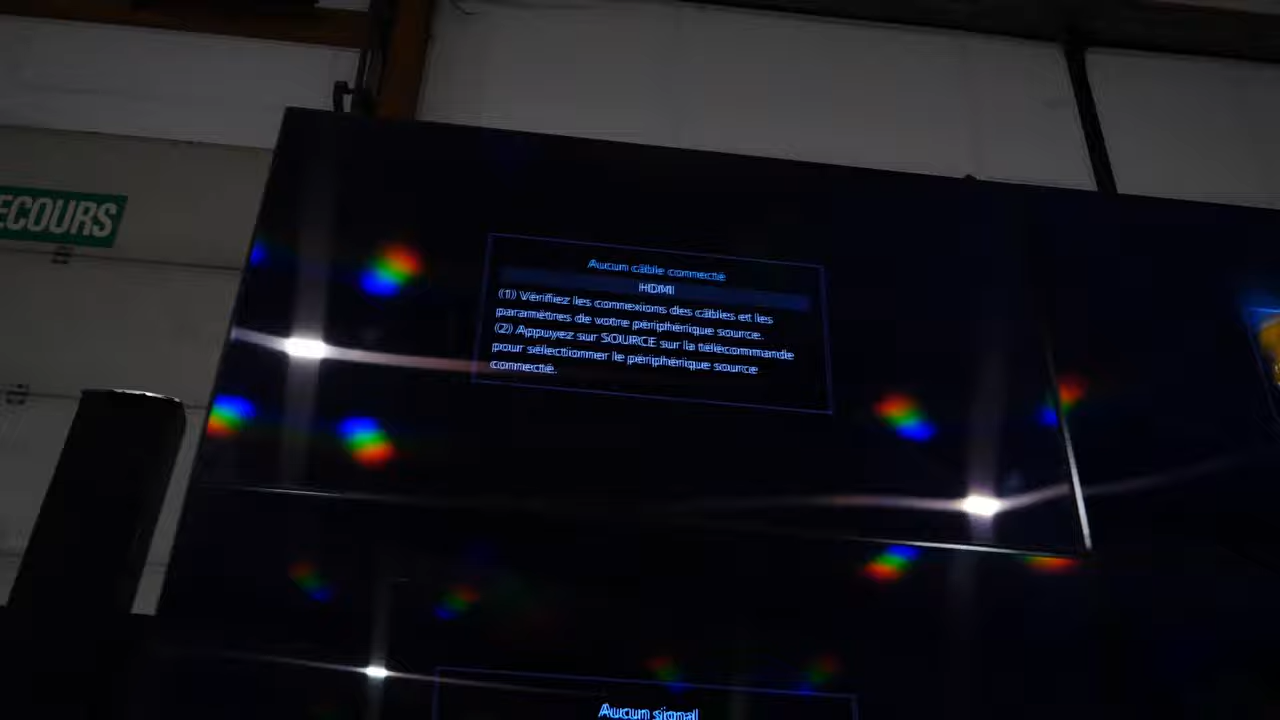 ECOURS
Aucun câble connecté
HDMI
(1) Vérifiez les connexions des câbles et les
paramètres de votre périphérique source.
(2) Appuyez sur SOURCE sur la télécommande
pour sélectionner le périphérique source
connecté.
Aucun signal